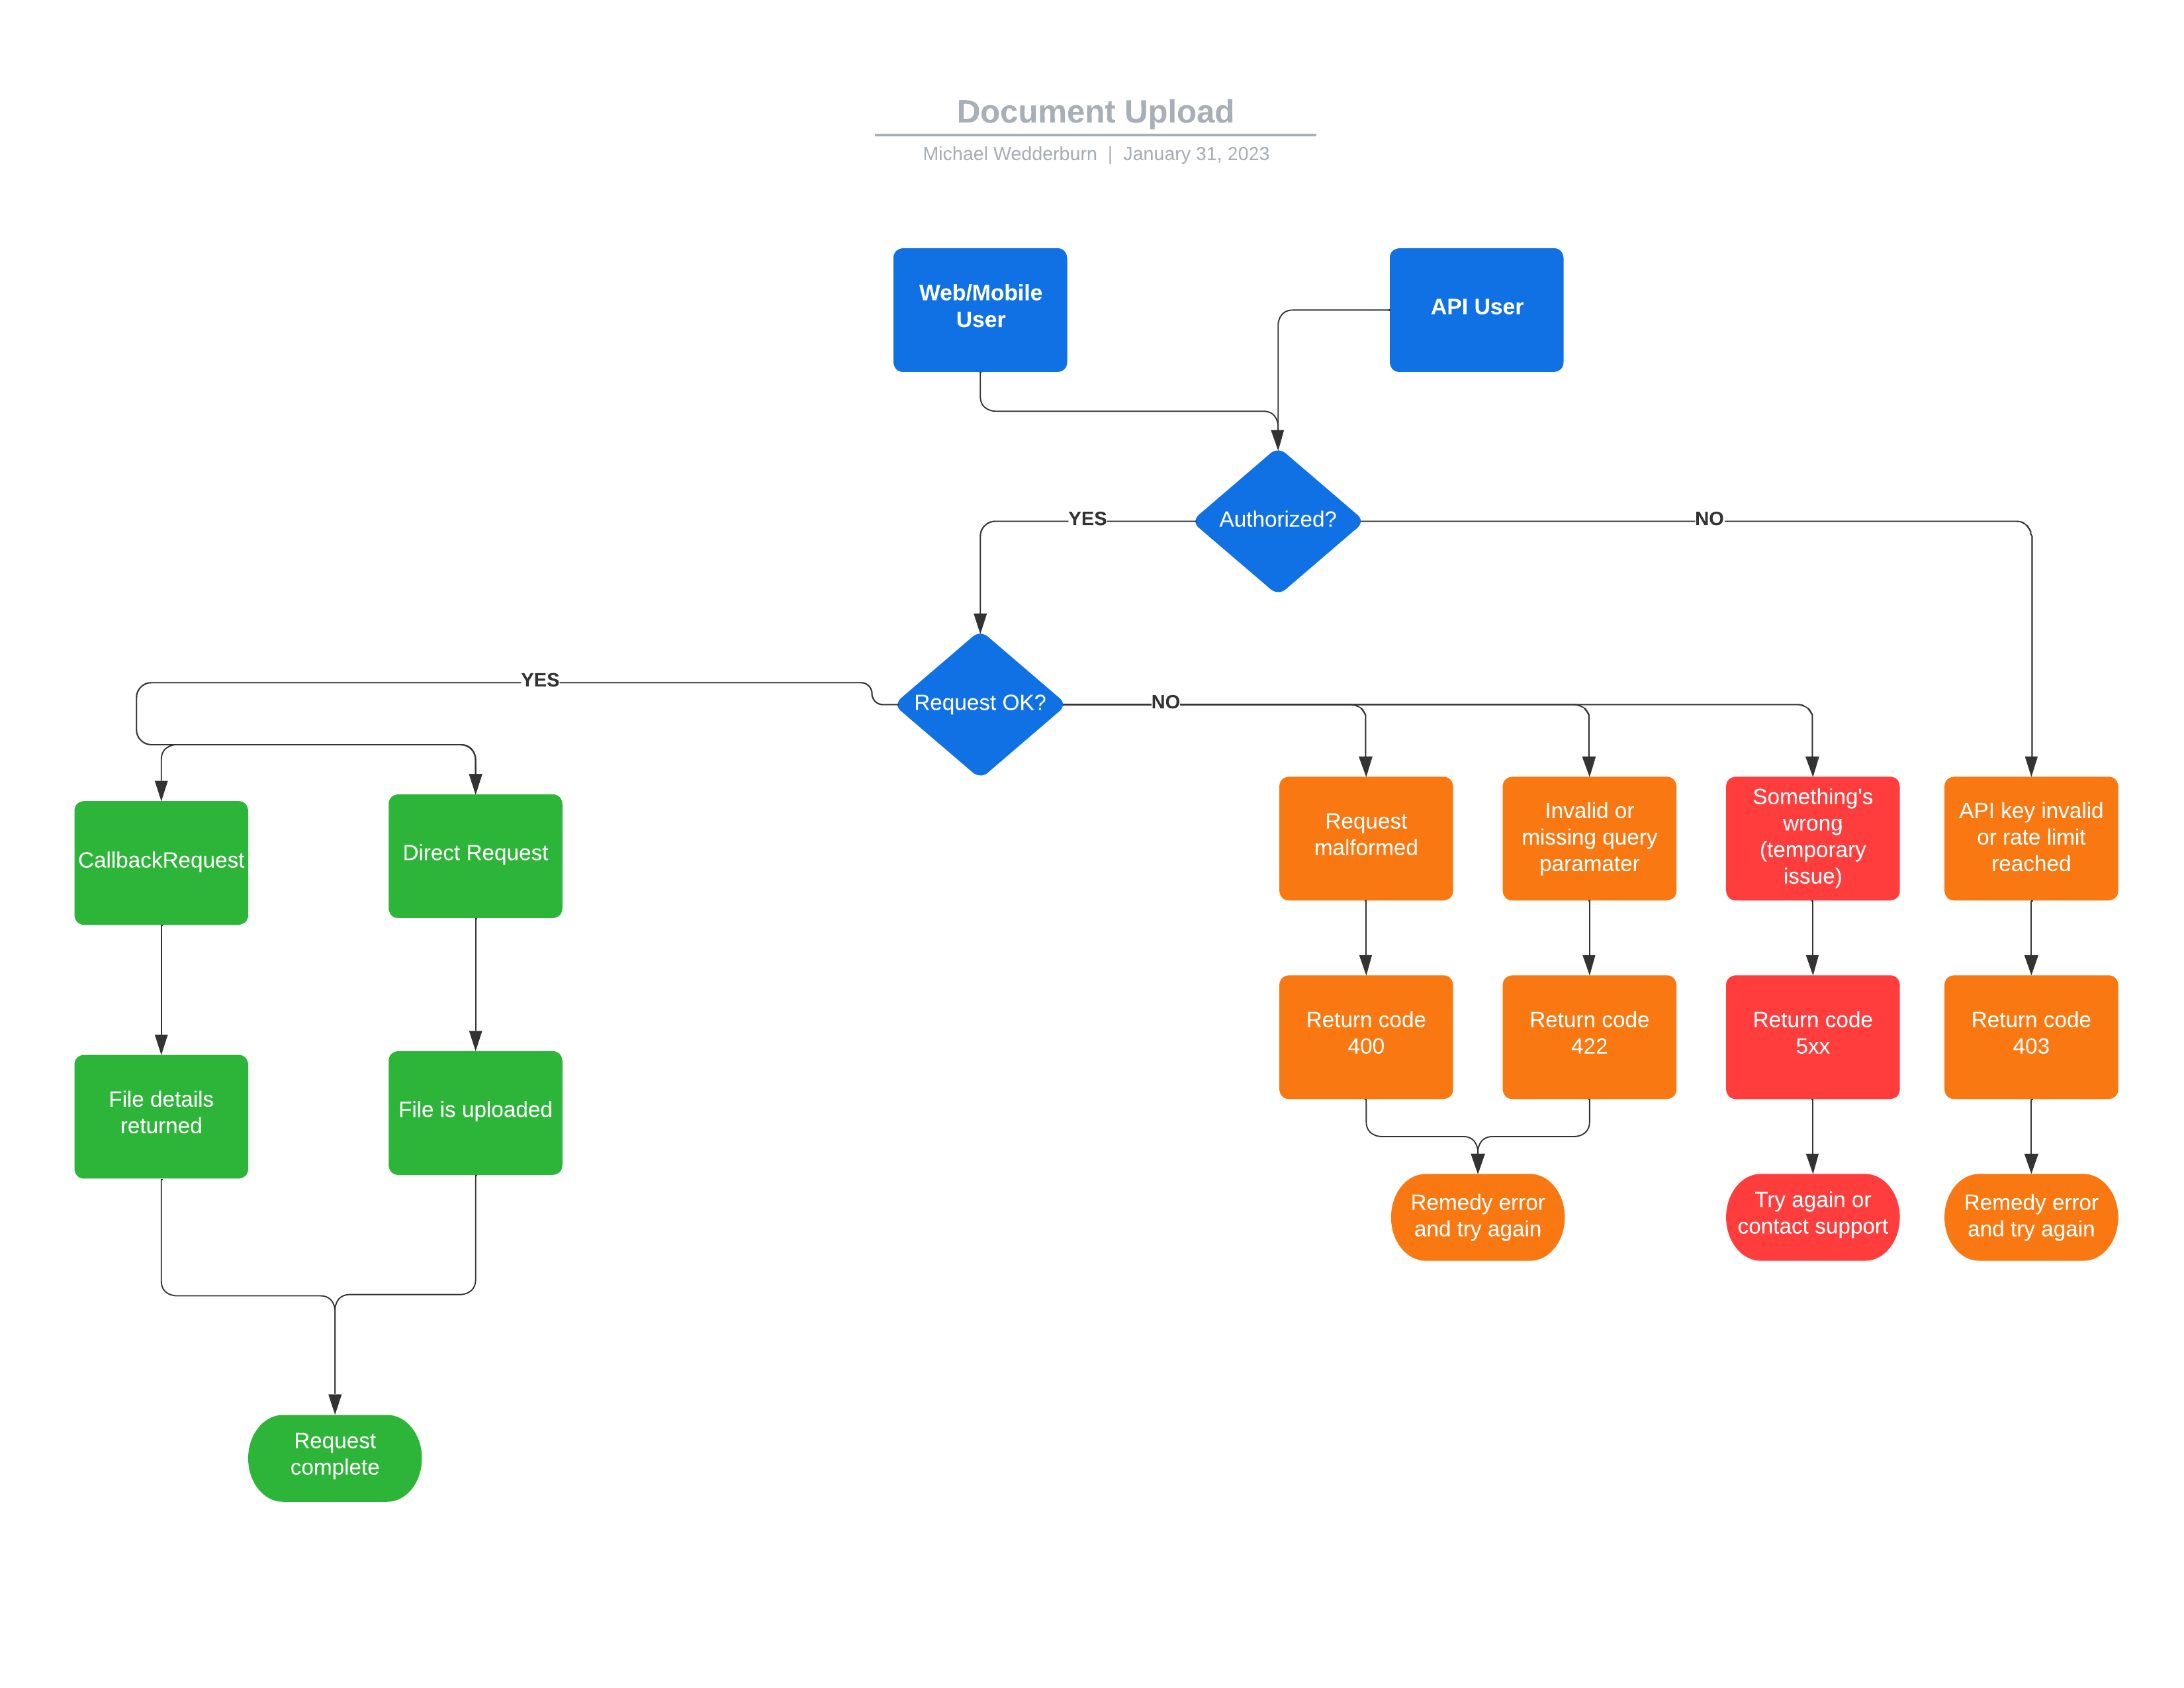 Document Upload
Michael Wedderburn | January 31, 2023
Web/Mobile
User
API User
Authorized?
YES
NO
Request OK?
YES
NO
CallbackRequest
Direct Request
Request
malformed
Invalid or
missing query
paramater
Something's
wrong
(temporary
issue)
API key invalid
or rate limit
reached
File details
returned
File is uploaded
Return code
400
Return code
422
Return code
5xx
Return code
403
Remedy error
and try again
Try again or
contact support
Remedy error
and try again
Request
complete